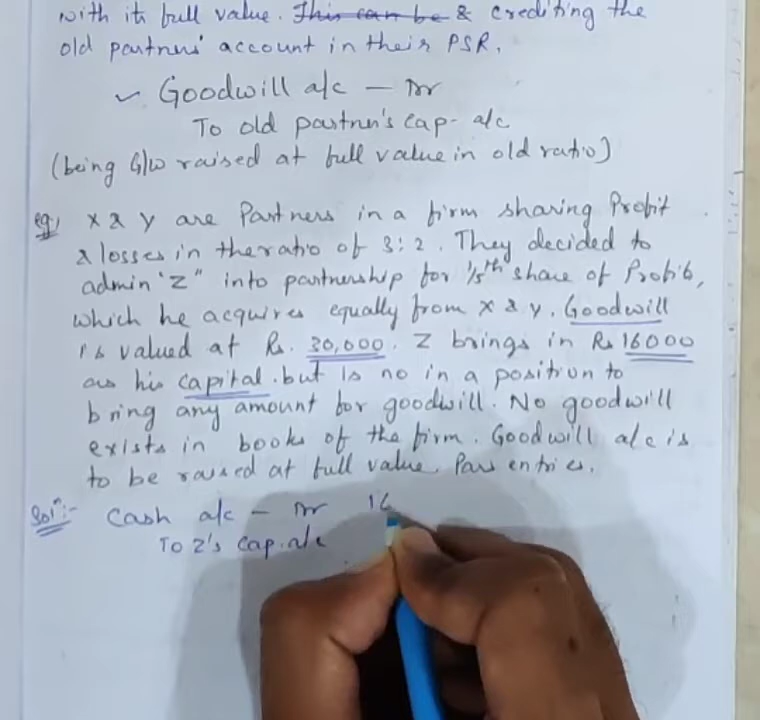 with its full value. This can be & crediting the
old partners' account in their PSR.
✓ Goodwill a/c – Dr
To old partner's cap- a/c
(being G/w raised at full value in old ratio)
eg) X & Y are Partners in a firm sharing Profit
& losses in the ratio of 3:2. They decided to
admin 'Z" into partnership for 1/5th share of Profits,
which he acquires equally from X & Y. Goodwill
is valued at Rs. 30,000. Z brings in Rs 16000
as his capital. but is no in a position to
bring any amount for goodwill. No goodwill
exists in books of the firm. Goodwill a/c is
to be raised at full value. Pass entries.
Soln:- Cash a/c – Dr 16
To Z's cap. a/c